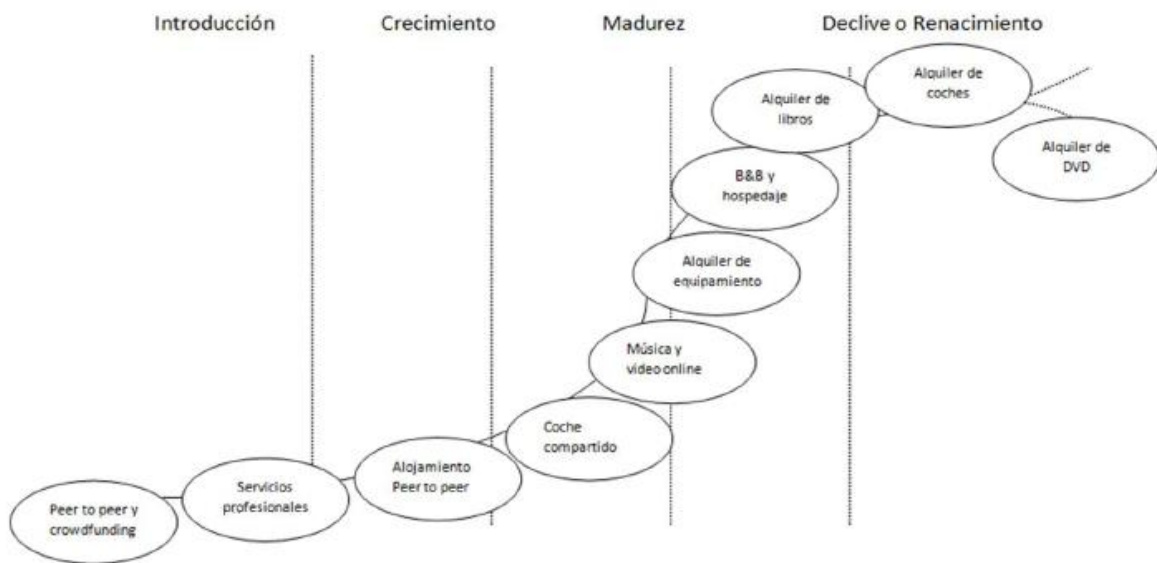 Introducción
Crecimiento
Madurez
Declive o Renacimiento
Peer to peer y
crowdfunding
Servicios
profesionales
Alojamiento
Peer to peer
Coche
compartido
Música y
video online
Alquiler de
equipamiento
B&B y
hospedaje
Alquiler de
libros
Alquiler de
coches
Alquiler de
DVD